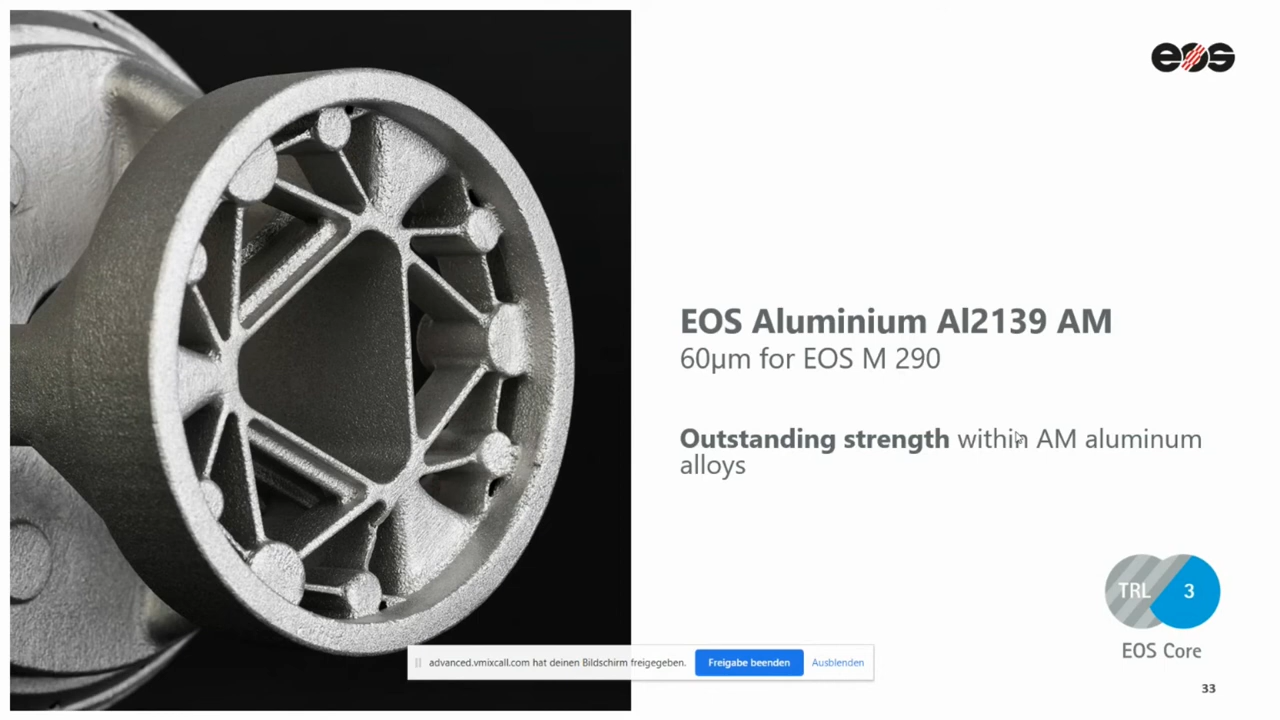 eos
EOS Aluminium Al2139 AM
60µm for EOS M 290
Outstanding strength within AM aluminum
alloys
TRL 3
EOS Core
advanced.vmixcall.com hat deinen Bildschirm freigegeben. Freigabe beenden Ausblenden
33